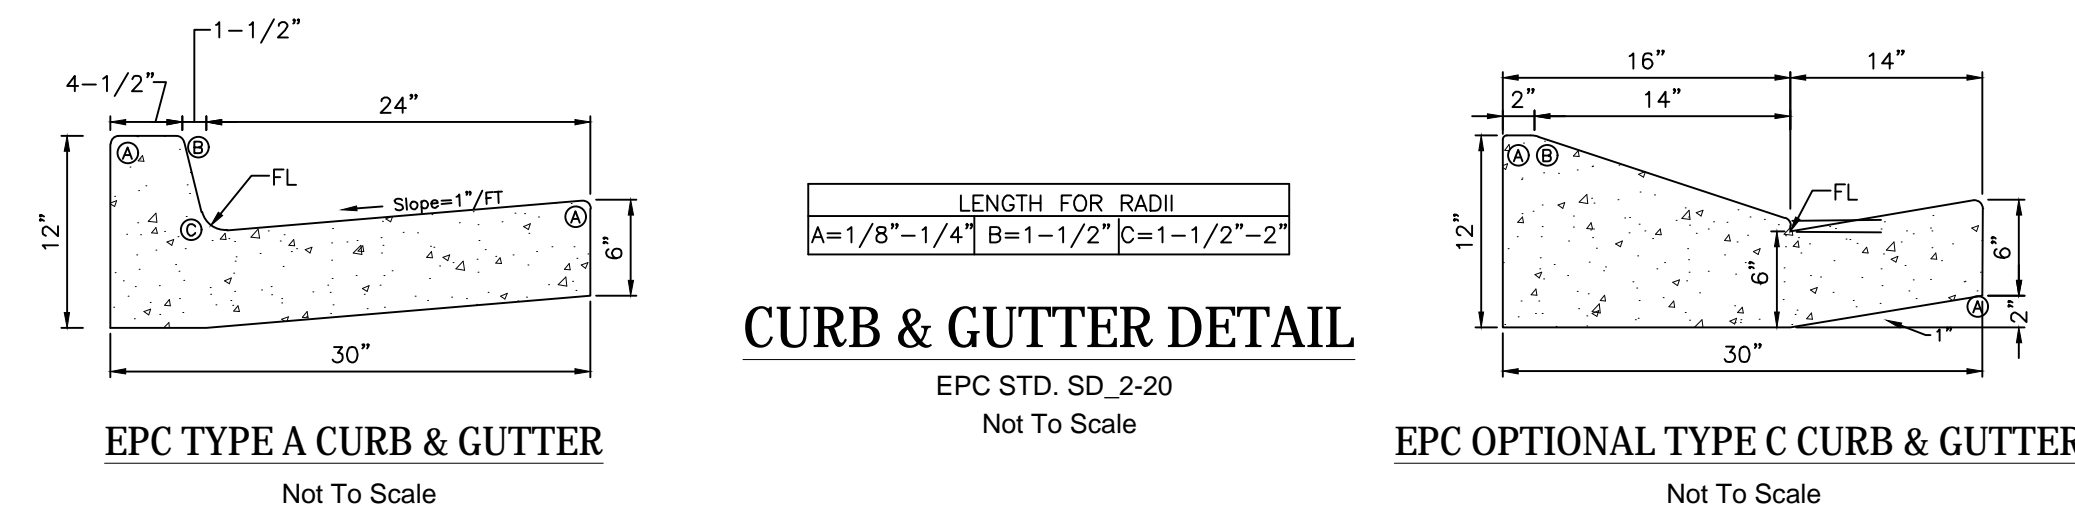 1-1/2"
4-1/2"
24"
A
B
FL
Slope=1"/FT
A
C
12"
6"
30"
EPC TYPE A CURB & GUTTER
Not To Scale
LENGTH FOR RADII
A=1/8"-1/4" B=1-1/2" C=1-1/2"-2"
CURB & GUTTER DETAIL
EPC STD. SD_2-20
Not To Scale
16" 14"
2" 14"
A B
FL
12"
6"
6"
A
2"
1"
30"
EPC OPTIONAL TYPE C CURB & GUTTER
Not To Scale